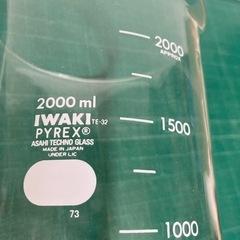 2000
APPROX
2000 ml
IWAKI TE-32
PYREX®
ASAHI TECHNO GLASS
MADE IN JAPAN
UNDER LIC
1500
73
1000